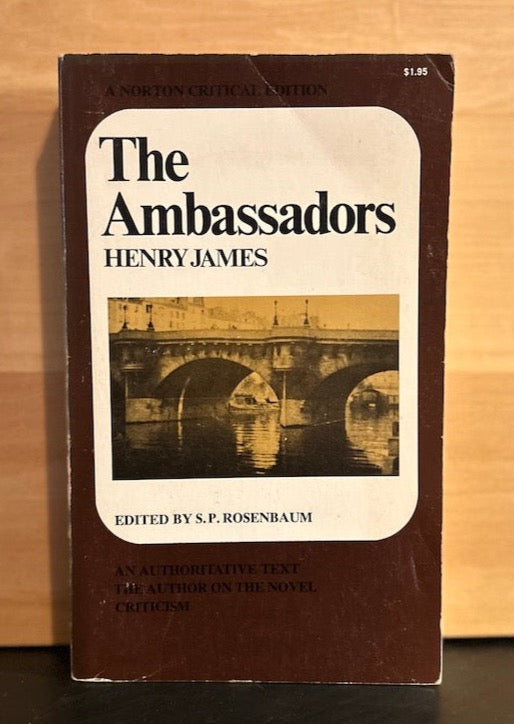 $1.95
A NORTON CRITICAL EDITION
The
Ambassadors
HENRY JAMES
EDITED BY S.P. ROSENBAUM
AN AUTHORITATIVE TEXT
THE AUTHOR ON THE NOVEL
CRITICISM